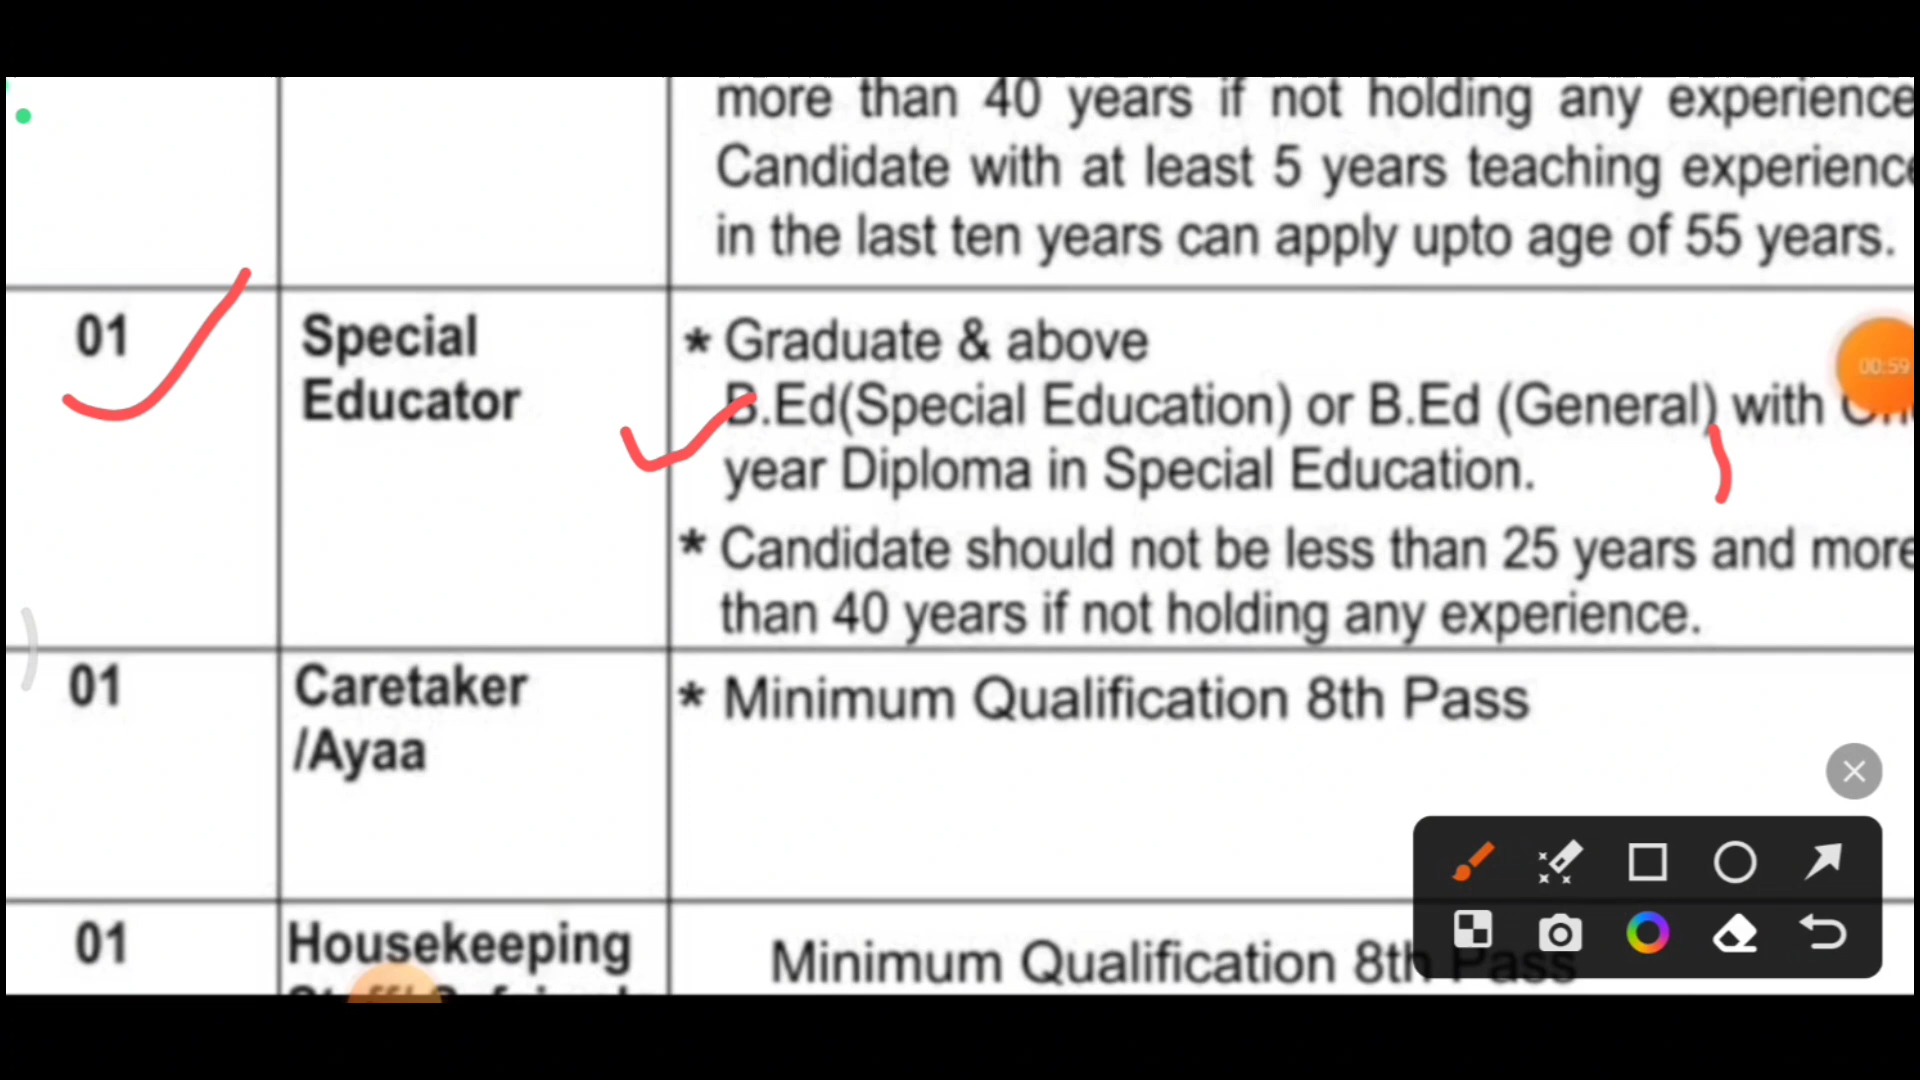 more than 40 years if not holding any experience
Candidate with at least 5 years teaching experience
in the last ten years can apply upto age of 55 years.
01
Special
Educator
* Graduate & above
B.Ed(Special Education) or B.Ed (General) with
year Diploma in Special Education.
* Candidate should not be less than 25 years and more
than 40 years if not holding any experience.
00:59
01
Caretaker
/Ayaa
* Minimum Qualification 8th Pass
01
Housekeeping
Minimum Qualification 8th Pass